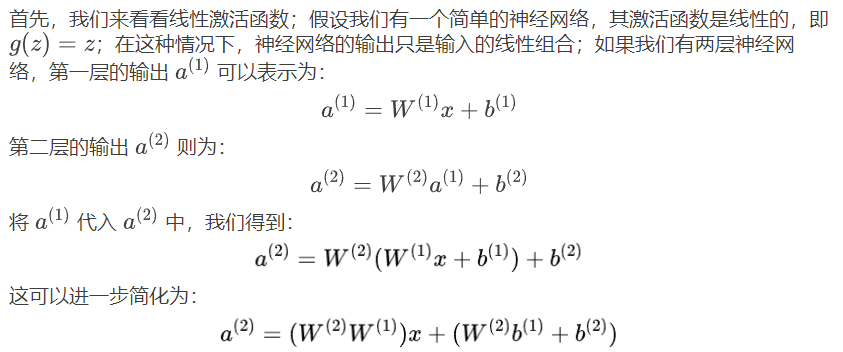 首先，我们来看看线性激活函数；假设我们有一个简单的神经网络，其激活函数是线性的，即
g(z) = z；在这种情况下，神经网络的输出只是输入的线性组合；如果我们有两层神经网
络，第一层的输出 a⁽¹⁾ 可以表示为：
a⁽¹⁾ = W⁽¹⁾x + b⁽¹⁾
第二层的输出 a⁽²⁾ 则为：
a⁽²⁾ = W⁽²⁾a⁽¹⁾ + b⁽²⁾
将 a⁽¹⁾ 代入 a⁽²⁾ 中，我们得到：
a⁽²⁾ = W⁽²⁾(W⁽¹⁾x + b⁽¹⁾) + b⁽²⁾
这可以进一步简化为：
a⁽²⁾ = (W⁽²⁾W⁽¹⁾)x + (W⁽²⁾b⁽¹⁾ + b⁽²⁾)